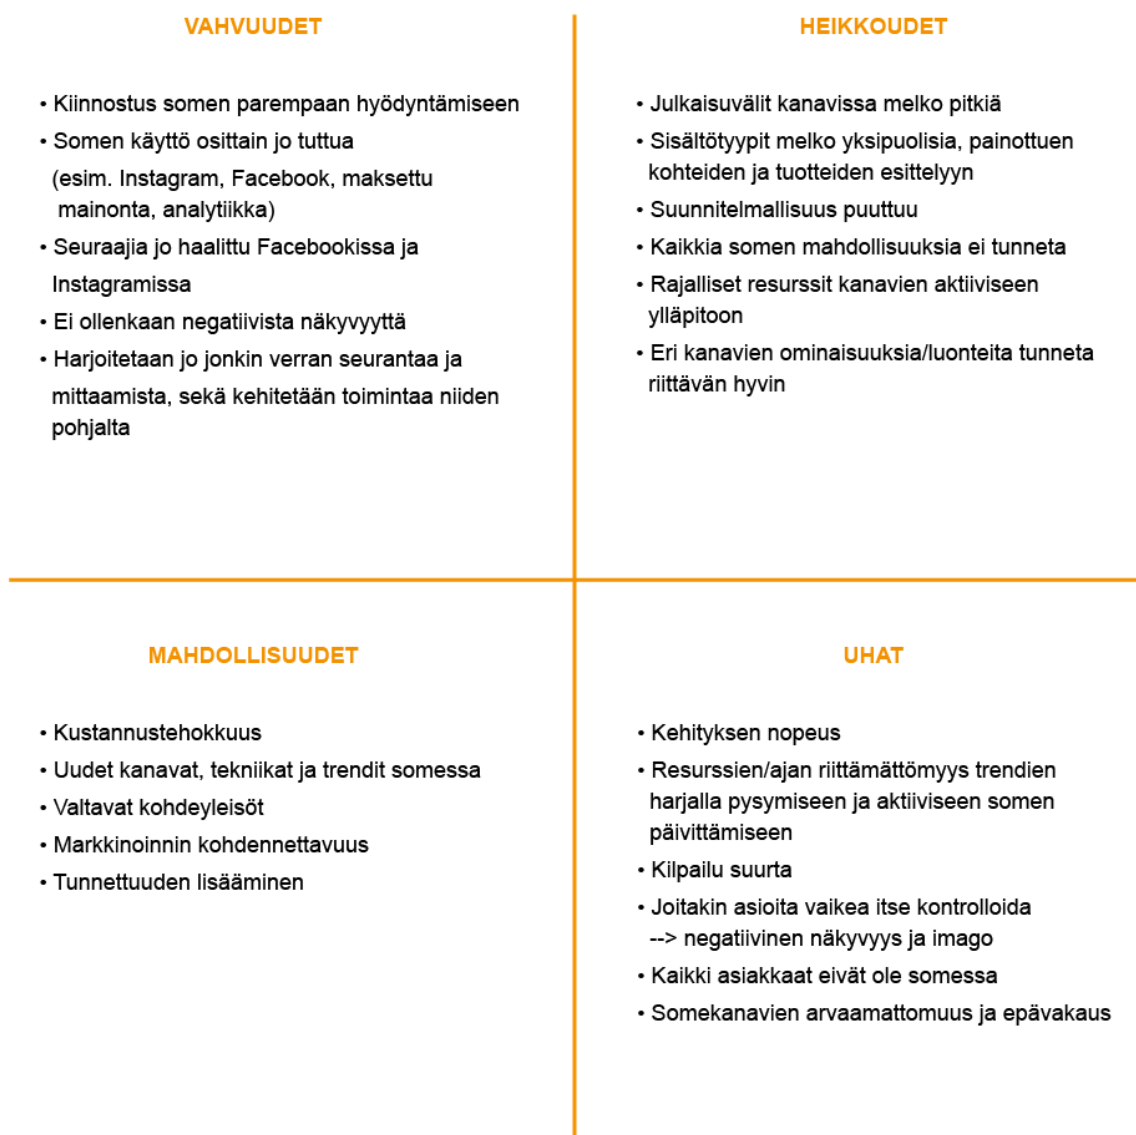 VAHVUUDET
• Kiinnostus somen parempaan hyödyntämiseen
• Somen käyttö osittain jo tuttua
(esim. Instagram, Facebook, maksettu
mainonta, analytiikka)
• Seuraajia jo haalittu Facebookissa ja
Instagramissa
• Ei ollenkaan negatiivista näkyvyyttä
• Harjoitetaan jo jonkin verran seurantaa ja
mittaamista, sekä kehitetään toimintaa niiden
pohjalta
HEIKKOUDET
• Julkaisuvälit kanavissa melko pitkiä
• Sisältötyypit melko yksipuolisia, painottuen
kohteiden ja tuotteiden esittelyyn
• Suunnitelmallisuus puuttuu
• Kaikkia somen mahdollisuuksia ei tunneta
• Rajalliset resurssit kanavien aktiiviseen
ylläpitoon
• Eri kanavien ominaisuuksia/luonteita tunneta
riittävän hyvin
MAHDOLLISUUDET
• Kustannustehokkuus
• Uudet kanavat, tekniikat ja trendit somessa
• Valtavat kohdeyleisöt
• Markkinoinnin kohdennettavuus
• Tunnettuuden lisääminen
UHAT
• Kehityksen nopeus
• Resurssien/ajan riittämättömyys trendien
harjalla pysymiseen ja aktiiviseen somen
päivittämiseen
• Kilpailu suurta
• Joitakin asioita vaikea itse kontrolloida
--> negatiivinen näkyvyys ja imago
• Kaikki asiakkaat eivät ole somessa
• Somekanavien arvaamattomuus ja epävakaus